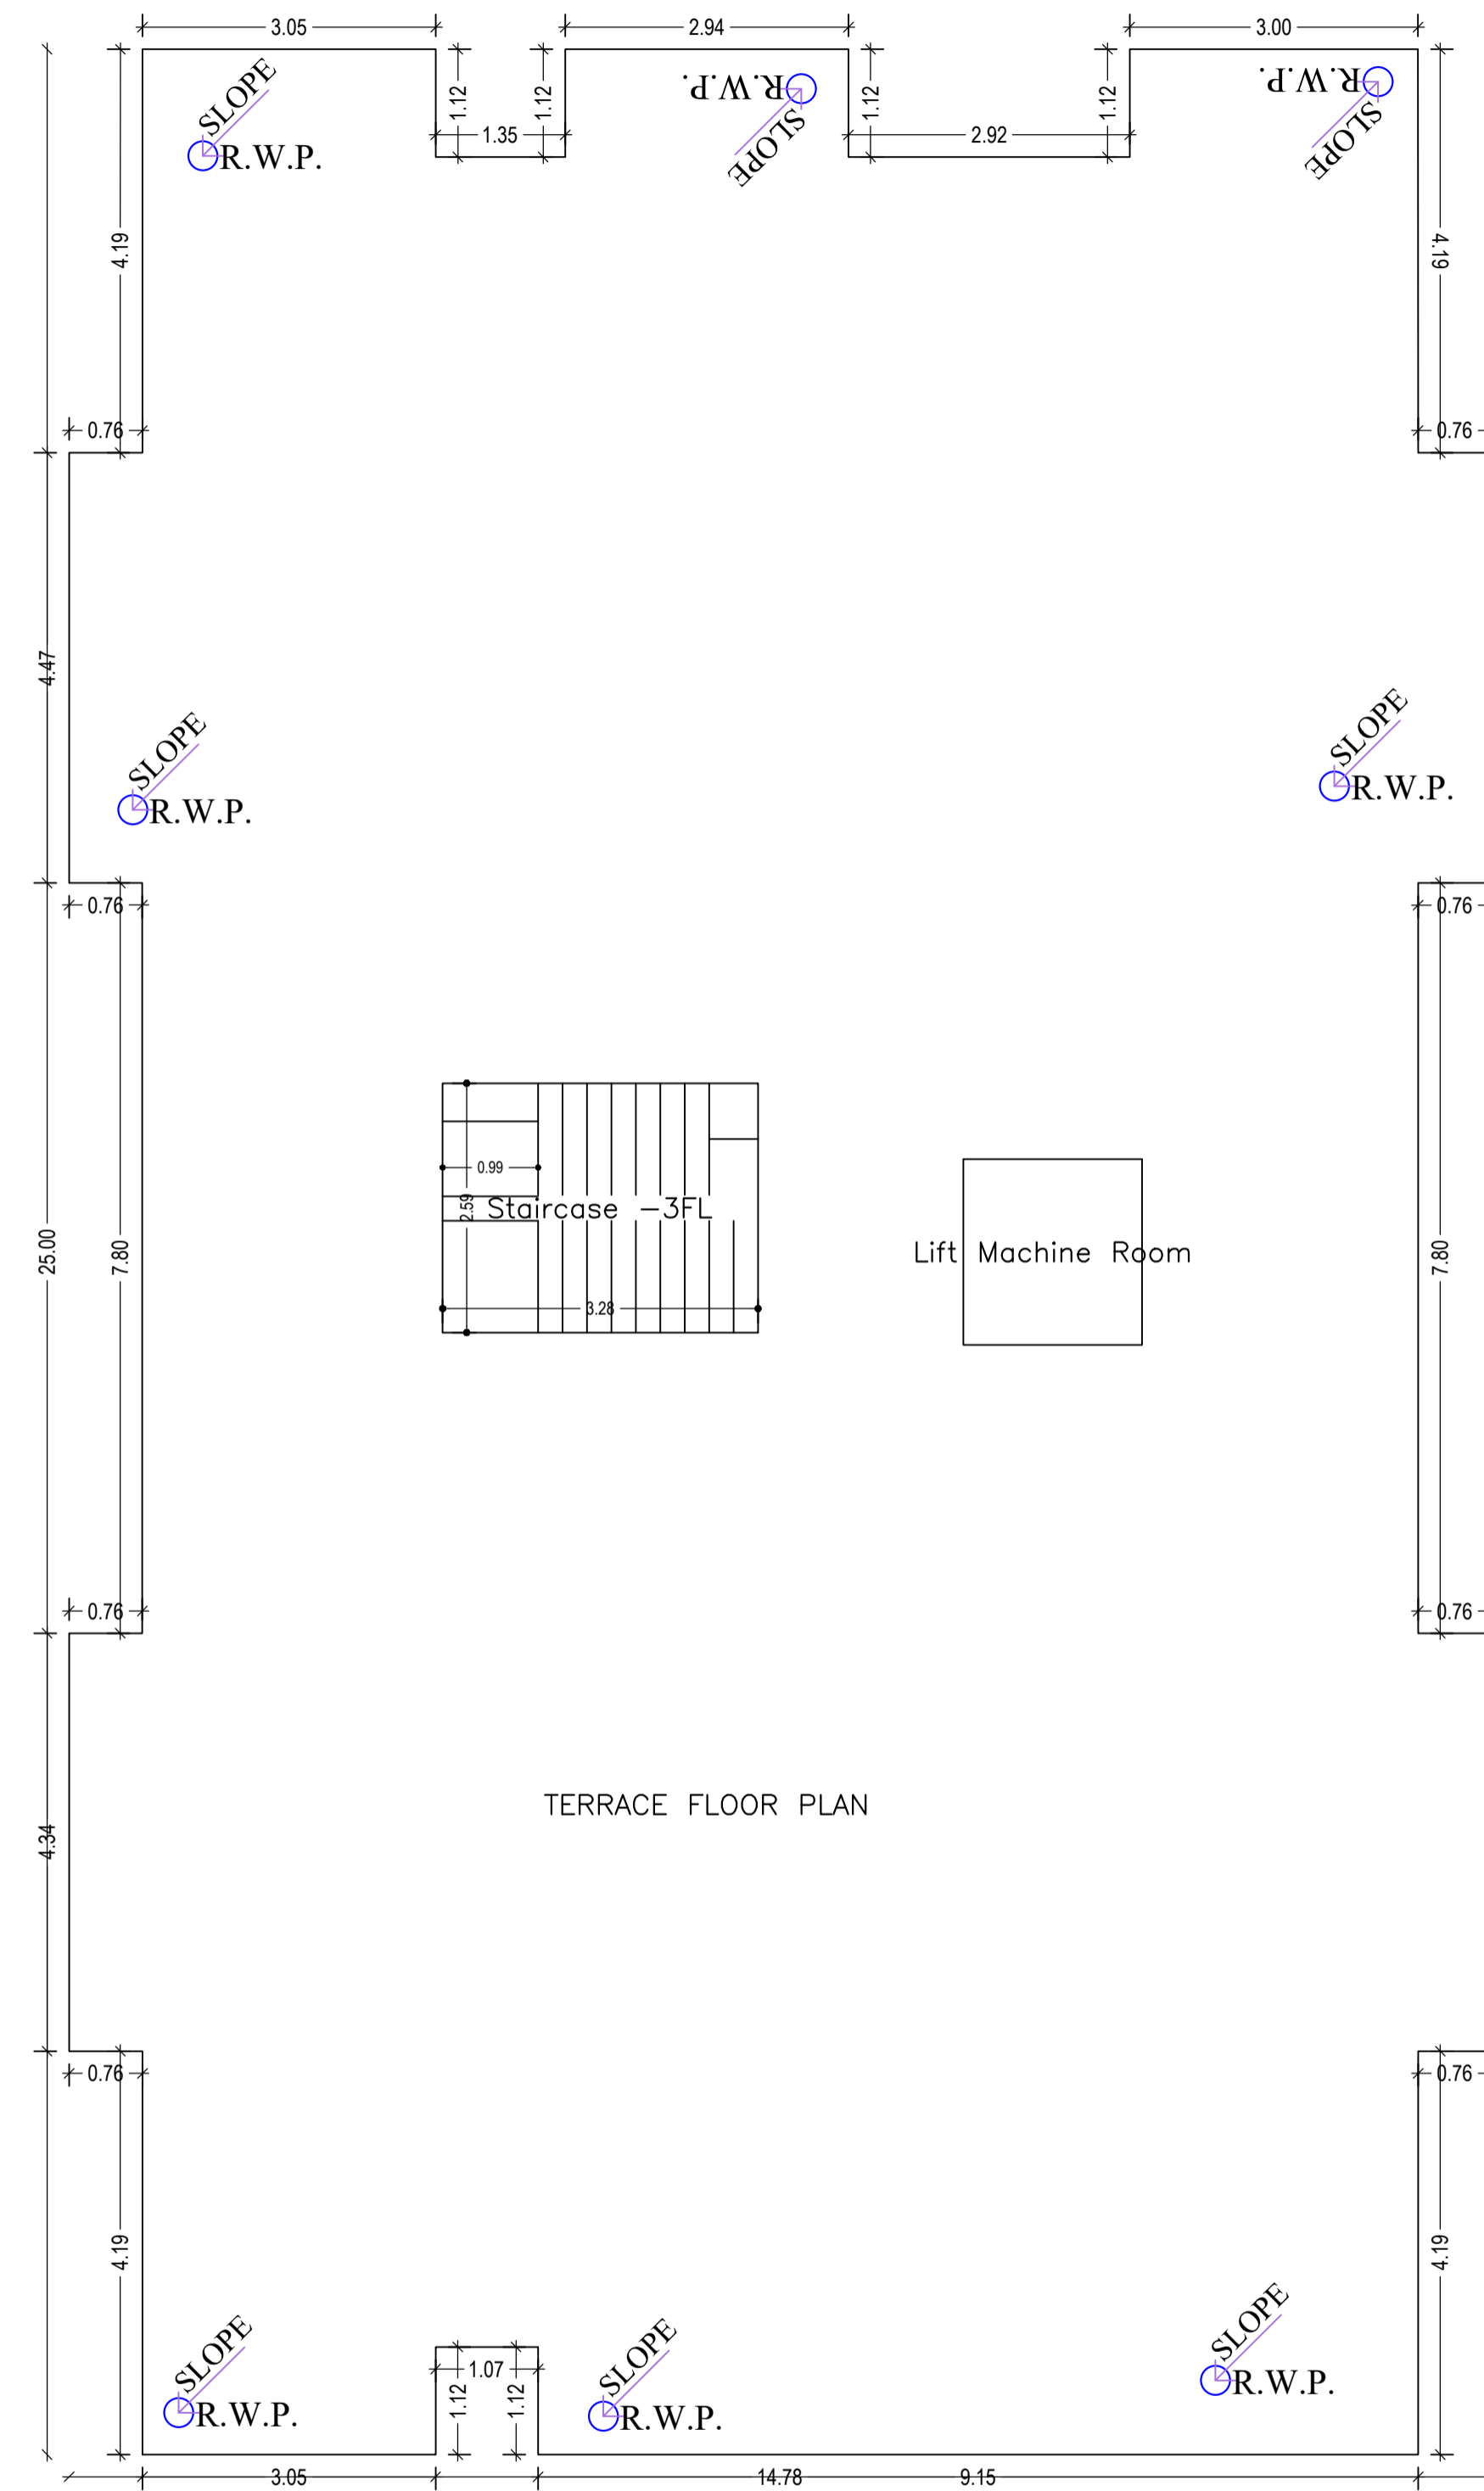 3.05
2.94
3.00
1.12
1.12
1.12
1.12
1.35
2.92
SLOPE
R.W.P.
R.W.P.
SLOPE
R.W.P.
SLOPE
4.19
4.19
0.76
0.76
4.47
SLOPE
R.W.P.
SLOPE
R.W.P.
0.76
0.76
0.99
2.59
Staircase -3FL
3.28
Lift Machine Room
25.00
7.80
7.80
0.76
0.76
TERRACE FLOOR PLAN
4.34
0.76
0.76
4.19
4.19
SLOPE
R.W.P.
1.07
1.12
1.12
SLOPE
R.W.P.
SLOPE
R.W.P.
3.05
14.78
9.15